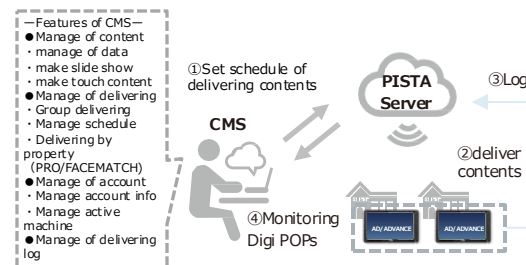 —Features of CMS—
●Manage of content
・manage of data
・make slide show
・make touch content
●Manage of delivering
・Group delivering
・Manage schedule
・Delivering by
property
(PRO/FACEMATCH)
●Manage of account
・Manage account info
・Manage active
machine
●Manage of delivering
log
①Set schedule of
delivering contents
CMS
④Monitoring
Digi POPs
PISTA
Server
③Log
②deliver
contents
AD/ADVANCE
AD/ADVANCE